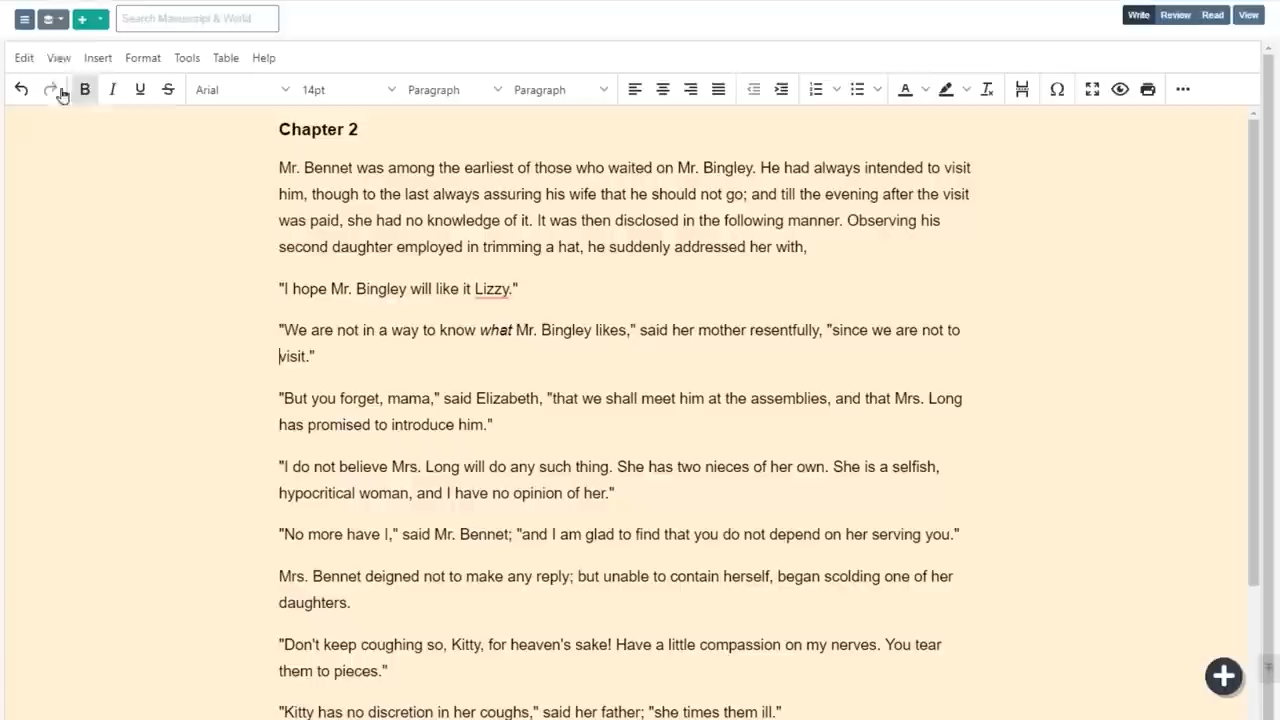 Search Manuscript & World
Write Review Read View
Edit View Insert Format Tools Table Help
B I U S Arial 14pt Paragraph Paragraph A Ω
Chapter 2
Mr. Bennet was among the earliest of those who waited on Mr. Bingley. He had always intended to visit
him, though to the last always assuring his wife that he should not go; and till the evening after the visit
was paid, she had no knowledge of it. It was then disclosed in the following manner. Observing his
second daughter employed in trimming a hat, he suddenly addressed her with,
"I hope Mr. Bingley will like it Lizzy."
"We are not in a way to know what Mr. Bingley likes," said her mother resentfully, "since we are not to
visit."
"But you forget, mama," said Elizabeth, "that we shall meet him at the assemblies, and that Mrs. Long
has promised to introduce him."
"I do not believe Mrs. Long will do any such thing. She has two nieces of her own. She is a selfish,
hypocritical woman, and I have no opinion of her."
"No more have I," said Mr. Bennet; "and I am glad to find that you do not depend on her serving you."
Mrs. Bennet deigned not to make any reply; but unable to contain herself, began scolding one of her
daughters.
"Don't keep coughing so, Kitty, for heaven's sake! Have a little compassion on my nerves. You tear
them to pieces."
"Kitty has no discretion in her coughs," said her father; "she times them ill."